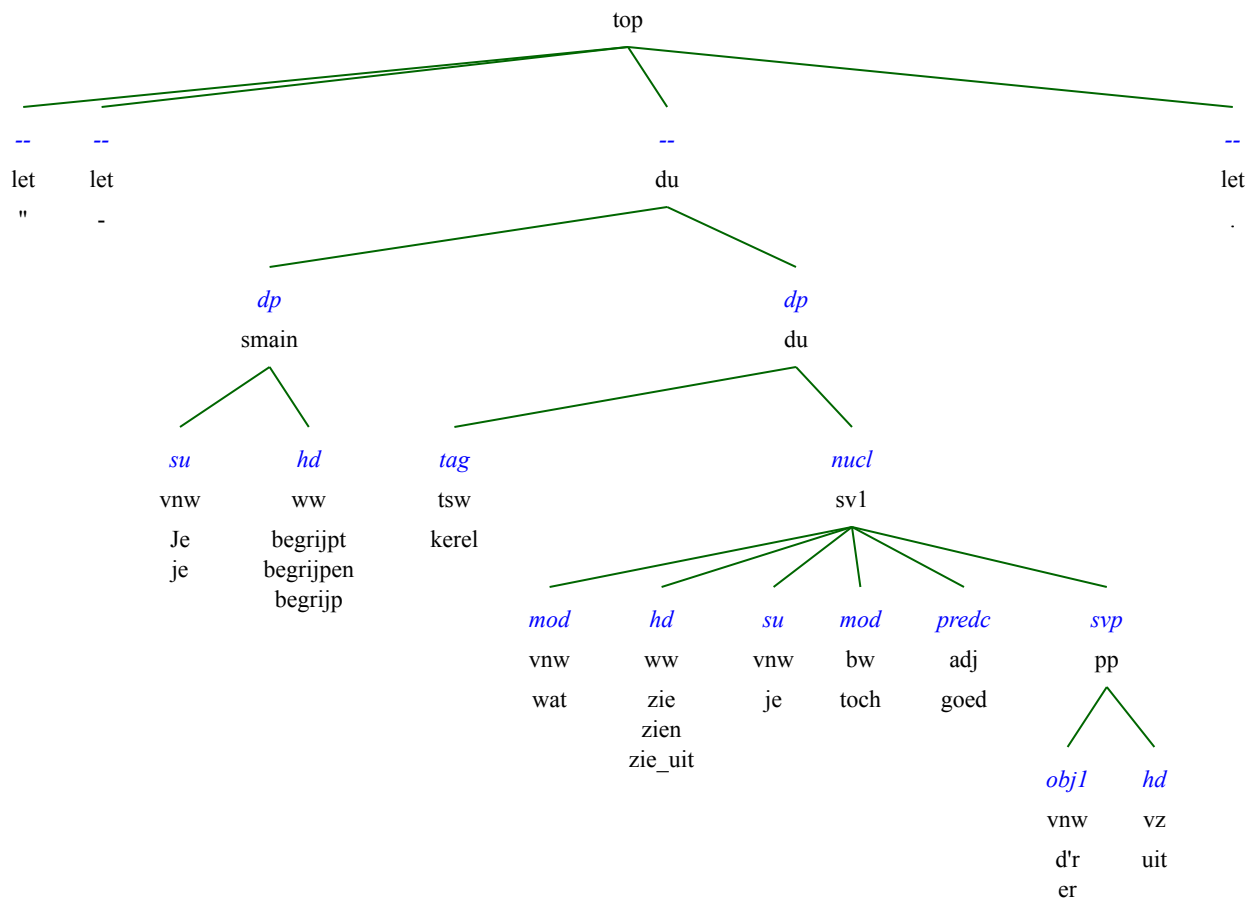 top
-- -- -- --
let let du let
" - .
dp dp
smain du
su hd tag nucl
vnw ww tsw sv1
Je begrijpt kerel
je begrijpen
begrijp
mod hd su mod predc svp
vnw ww vnw bw adj pp
wat zie je toch goed
zien
zie_uit
obj1 hd
vnw vz
d'r uit
er